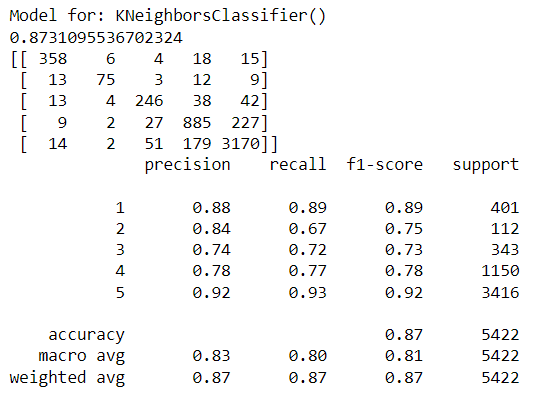 Model for: KNeighborsClassifier()
0.8731095536702324
[[ 358    6    4   18   15]
 [  13   75    3   12    9]
 [  13    4  246   38   42]
 [   9    2   27  885  227]
 [  14    2   51  179 3170]]
              precision    recall  f1-score   support

           1       0.88      0.89      0.89       401
           2       0.84      0.67      0.75       112
           3       0.74      0.72      0.73       343
           4       0.78      0.77      0.78      1150
           5       0.92      0.93      0.92      3416

    accuracy                           0.87      5422
   macro avg       0.83      0.80      0.81      5422
weighted avg       0.87      0.87      0.87      5422